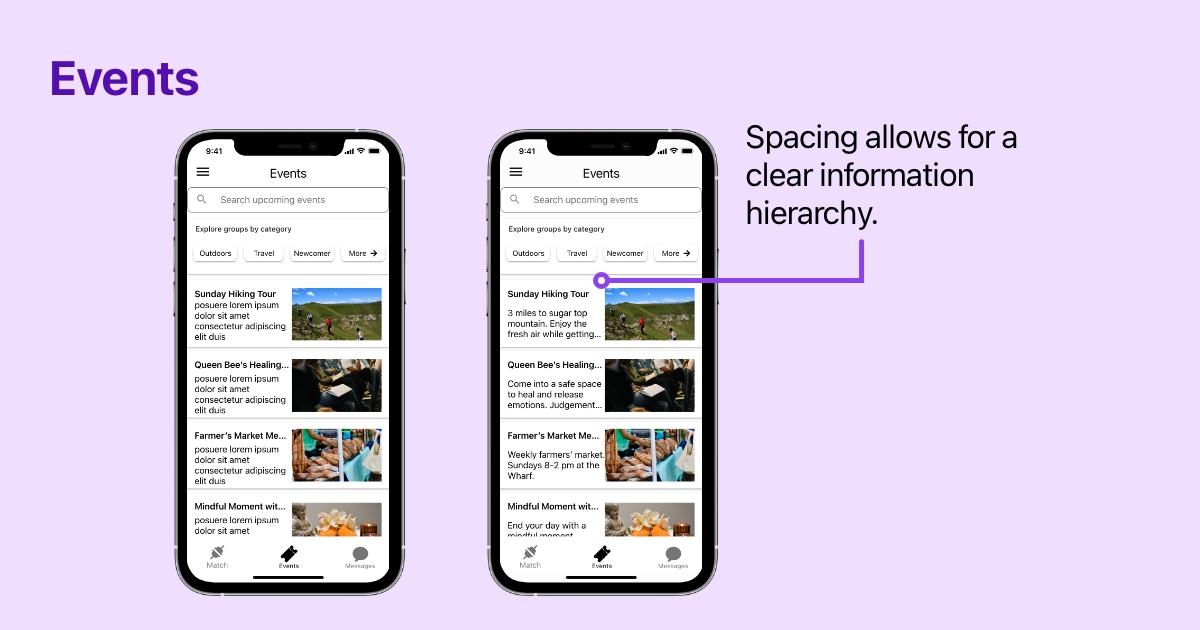 Events
9:41
Events
Search upcoming events
Explore groups by category
Outdoors
Travel
Newcomer
More →
Sunday Hiking Tour
posuere lorem ipsum
dolor sit amet
consectetur adipiscing
elit duis
Queen Bee's Healing...
posuere lorem ipsum
dolor sit amet
consectetur adipiscing
elit duis
Farmer's Market Me...
posuere lorem ipsum
dolor sit amet
consectetur adipiscing
elit duis
Mindful Moment wit...
posuere lorem ipsum
dolor sit amet
Match
Events
Messages
9:41
Events
Search upcoming events
Explore groups by category
Outdoors
Travel
Newcomer
More →
Sunday Hiking Tour
3 miles to sugar top
mountain. Enjoy the
fresh air while getting...
Queen Bee's Healing...
Come into a safe space
to heal and release
emotions. Judgement...
Farmer's Market Me...
Weekly farmers' market.
Sundays 8-2 pm at the
Wharf.
Mindful Moment wit...
End your day with a
mindful moment
Match
Events
Messages
Spacing allows for a
clear information
hierarchy.